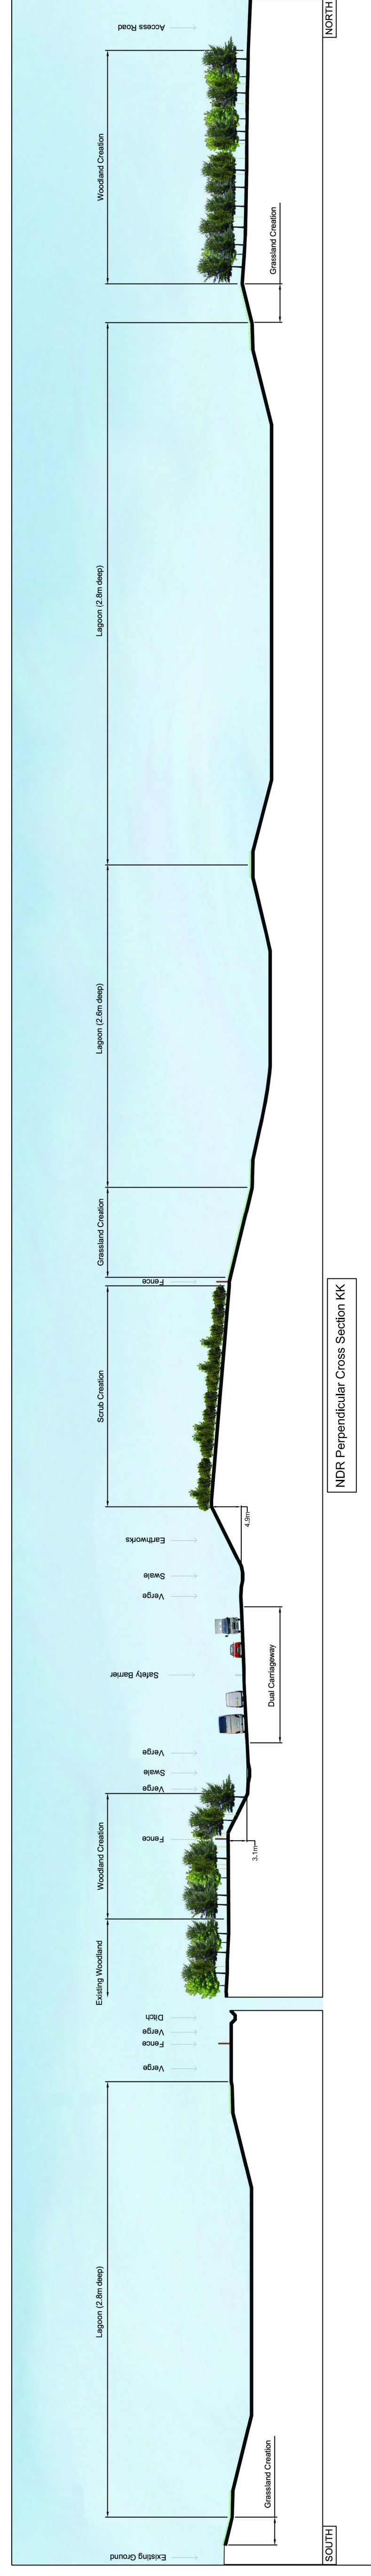 Existing Ground
SOUTH
Grassland Creation
Lagoon (2.8m deep)
Verge
Fence
Verge
Ditch
Existing Woodland
Woodland Creation
Fence
3.1m
Verge
Swale
Verge
Dual Carriageway
Safety Barrier
Verge
Swale
Earthworks
4.9m
Scrub Creation
Fence
NDR Perpendicular Cross Section KK
Grassland Creation
Lagoon (2.6m deep)
Lagoon (2.8m deep)
Grassland Creation
Woodland Creation
Access Road
NORTH